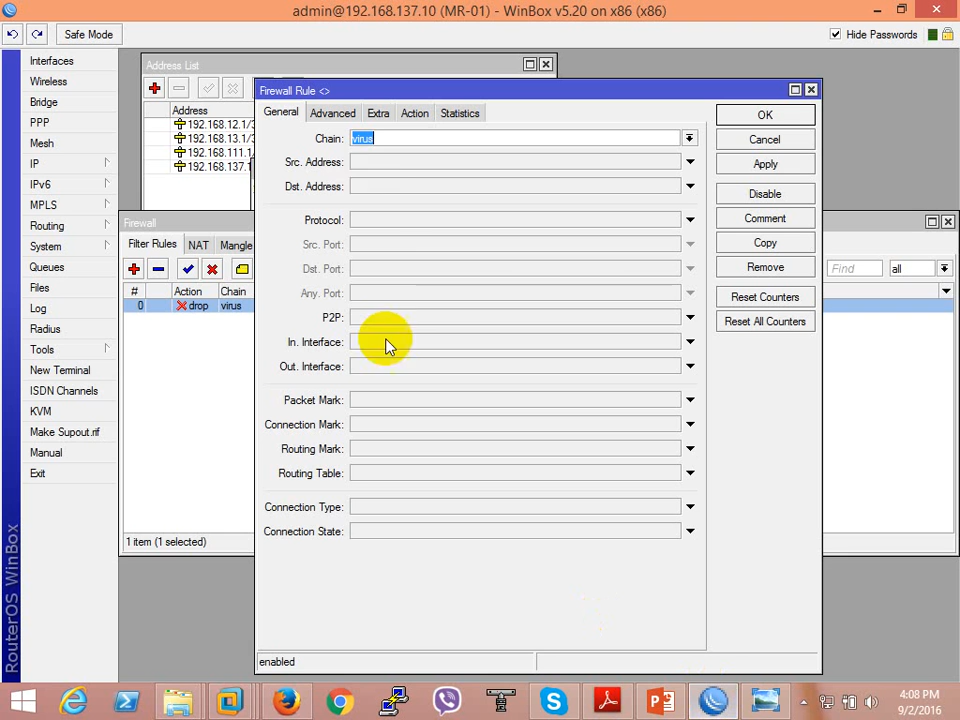 admin@192.168.137.10 (MR-01) - WinBox v5.20 on x86 (x86)
Safe Mode
Hide Passwords
RouterOS WinBox
Interfaces
Wireless
Bridge
PPP
Mesh
IP
IPv6
MPLS
Routing
System
Queues
Files
Log
Radius
Tools
New Terminal
ISDN Channels
KVM
Make Supout.rif
Manual
Exit
Address List
Address
192.168.12.1/
192.168.13.1/
192.168.111.1
192.168.137.1
Firewall
Filter Rules NAT Mangle
Find all
# Action Chain
0 drop virus
1 item (1 selected)
Firewall Rule <>
General Advanced Extra Action Statistics
Chain: virus
Src. Address:
Dst. Address:
Protocol:
Src. Port:
Dst. Port:
Any. Port:
P2P:
In. Interface:
Out. Interface:
Packet Mark:
Connection Mark:
Routing Mark:
Routing Table:
Connection Type:
Connection State:
enabled
OK
Cancel
Apply
Disable
Comment
Copy
Remove
Reset Counters
Reset All Counters
4:08 PM
9/2/2016